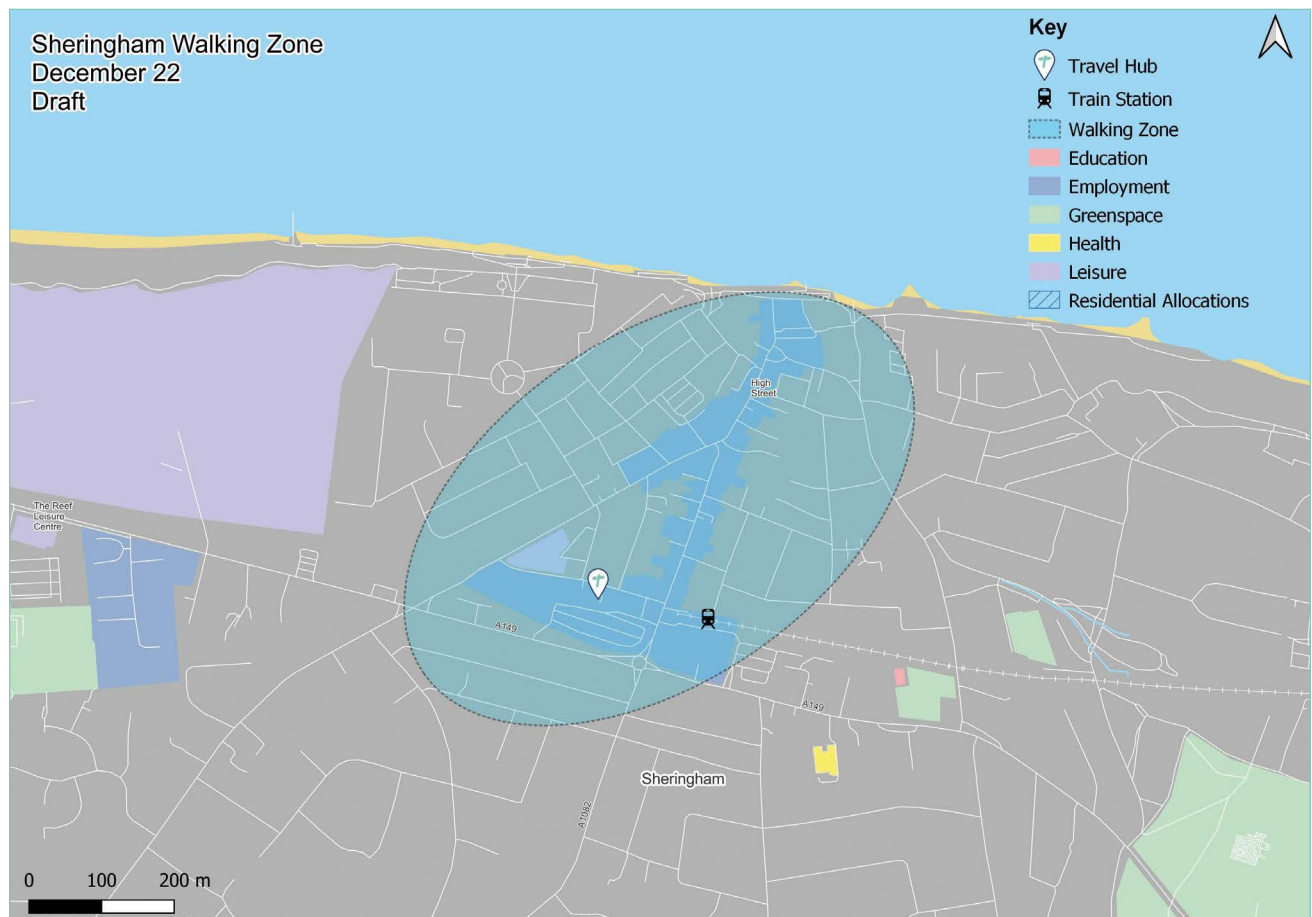 Sheringham Walking Zone
December 22
Draft
Key
Travel Hub
Train Station
Walking Zone
Education
Employment
Greenspace
Health
Leisure
Residential Allocations
High
Street
The Reef
Leisure
Centre
A149
A149
Sheringham
A1082
0 100 200 m